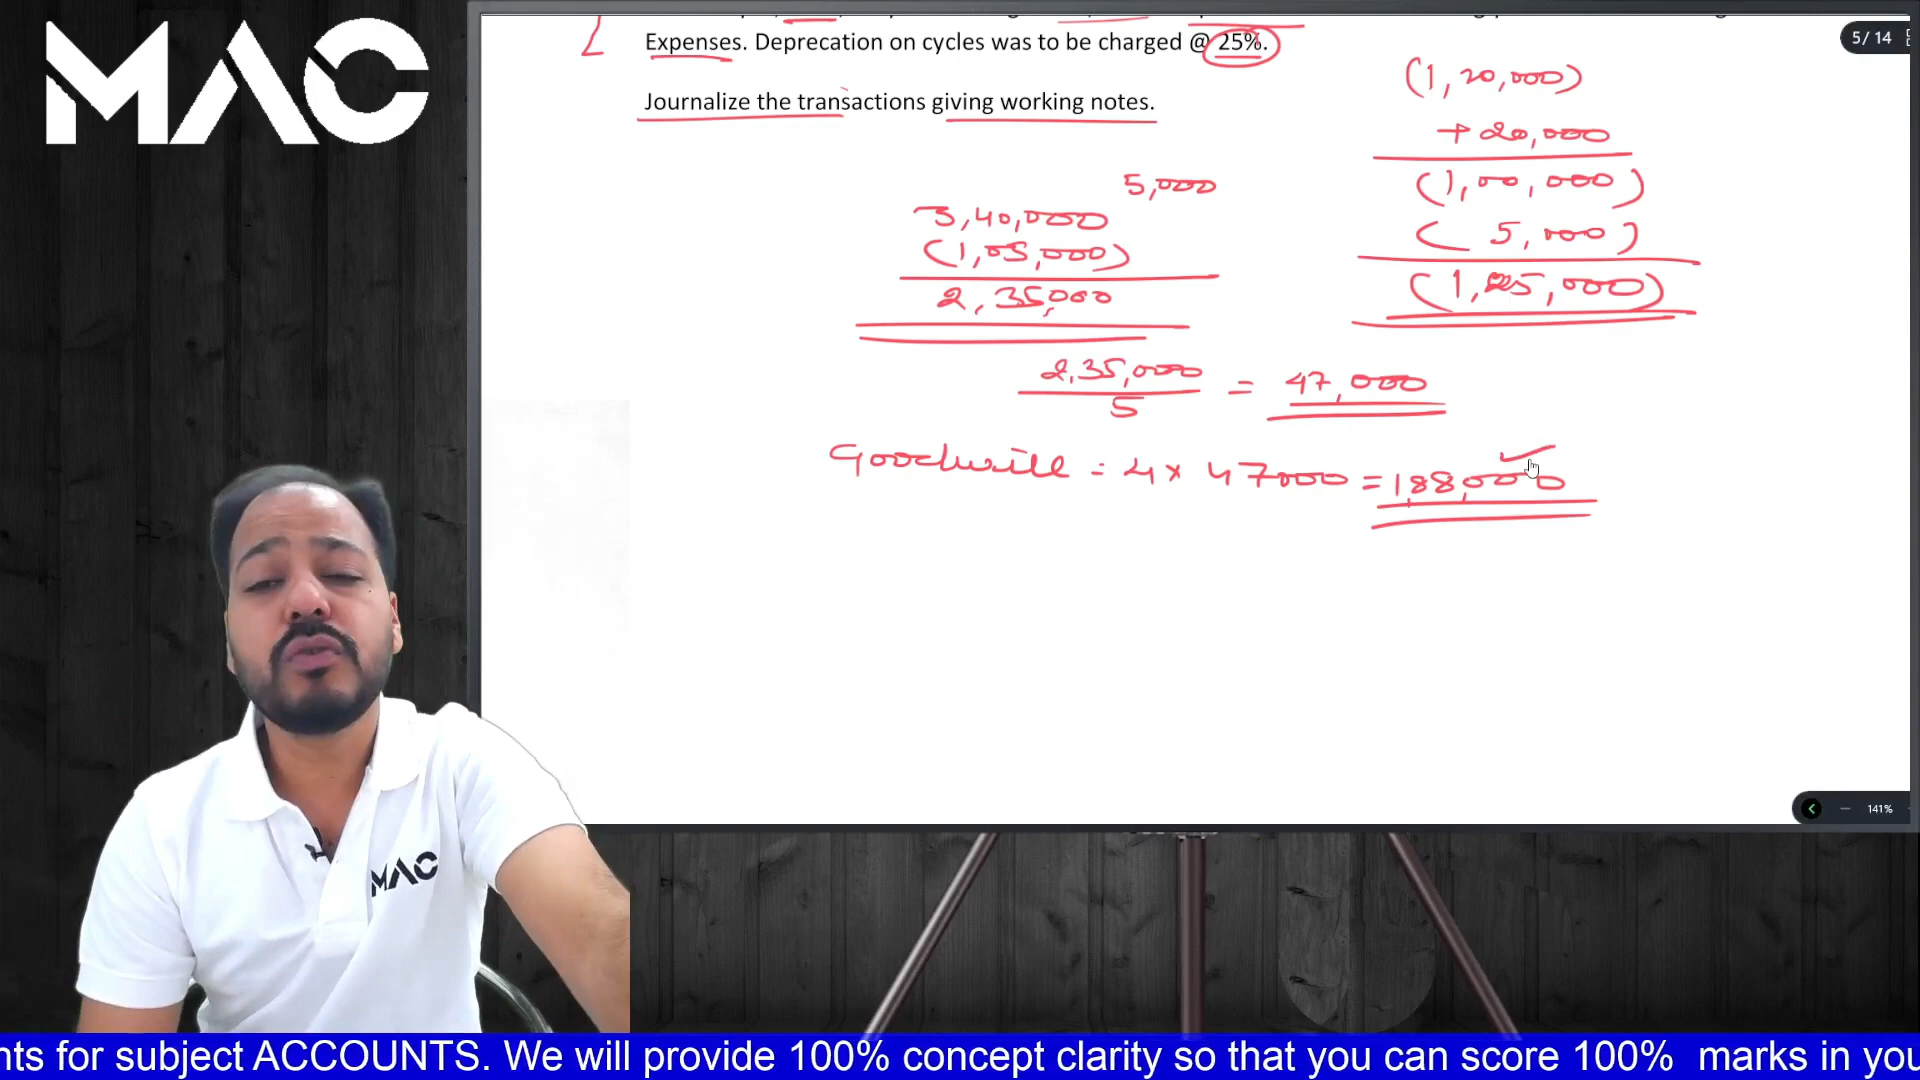 MAC
Expenses. Deprecation on cycles was to be charged @ 25%.
Journalize the transactions giving working notes.
5,000
3,40,000
(1,05,000)
2,35,000
2,35,000
5
= 47,000
Goodwill = 4 x 47000 = 1,88,000
(1,20,000)
+ 20,000
(1,00,000)
( 5,000)
(1,05,000)
5/ 14
141%
MAC
nts for subject ACCOUNTS. We will provide 100% concept clarity so that you can score 100% marks in you